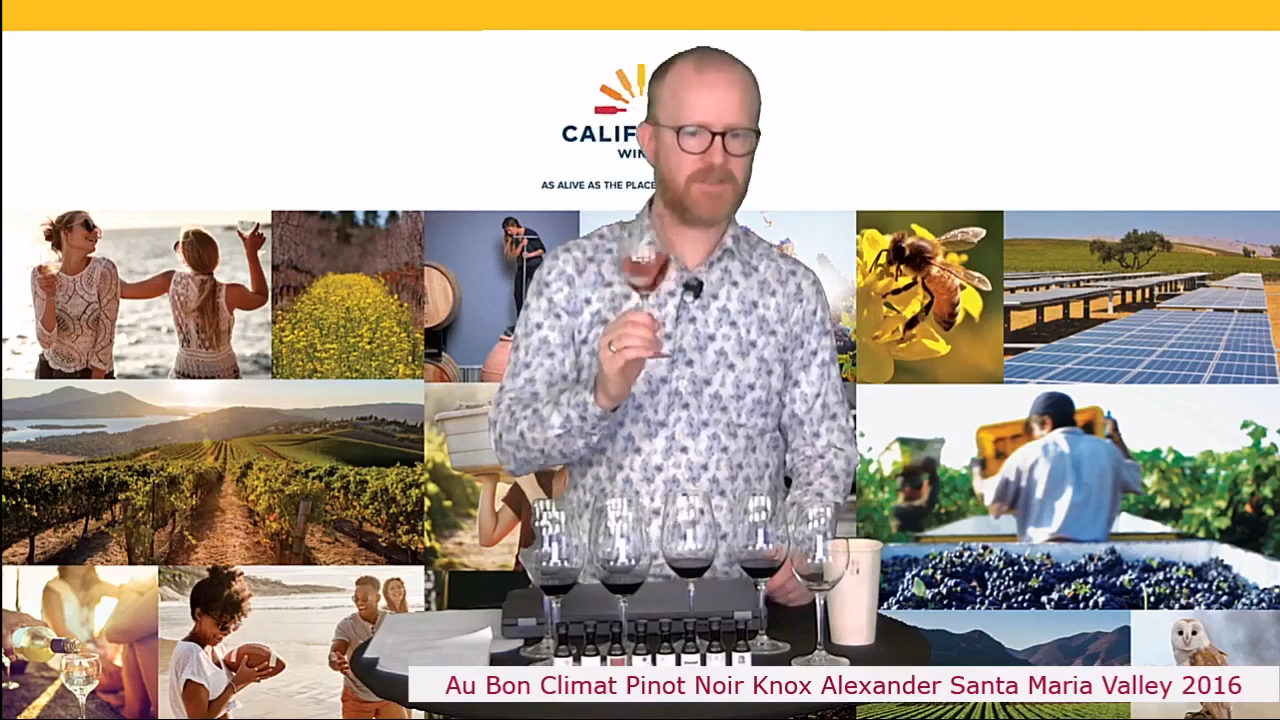 CALIF
WIN
AS ALIVE AS THE PLACE
Au Bon Climat Pinot Noir Knox Alexander Santa Maria Valley 2016